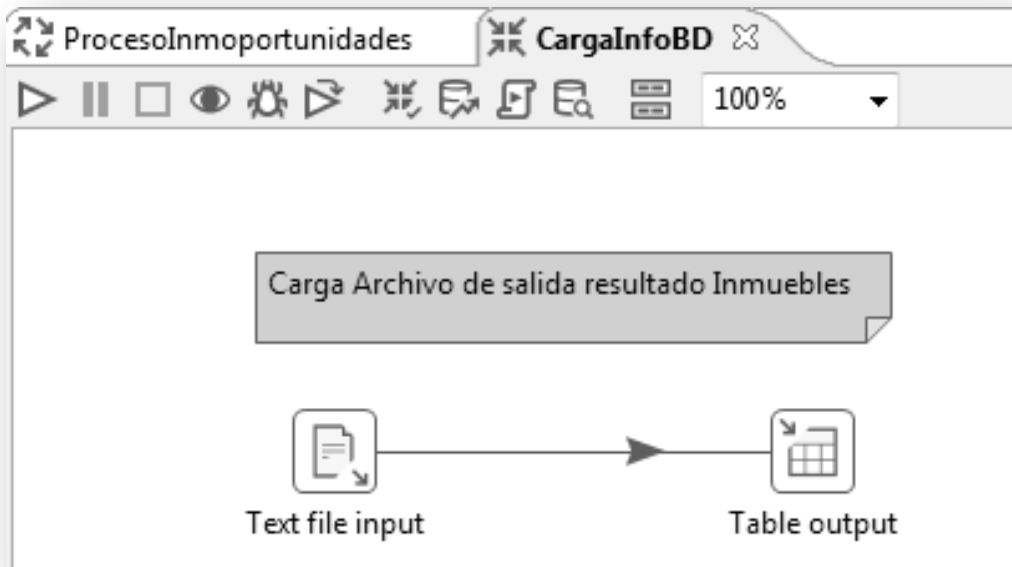 ProcesoInmoportunidades
CargaInfoBD
100%
Carga Archivo de salida resultado Inmuebles
Text file input
Table output